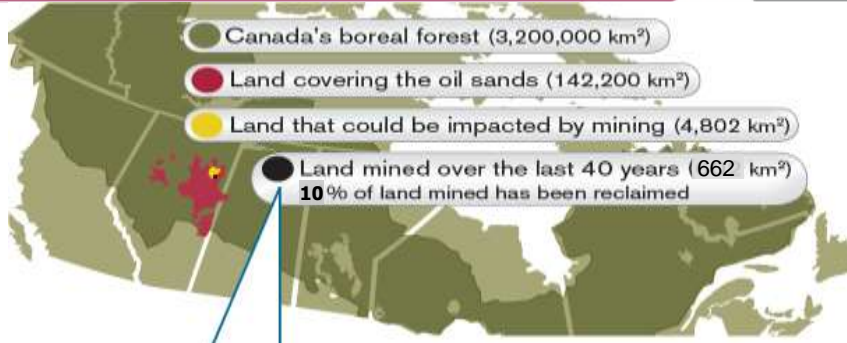 Canada's boreal forest (3,200,000 km²)
Land covering the oil sands (142,200 km²)
Land that could be impacted by mining (4,802 km²)
Land mined over the last 40 years (662 km²)
10% of land mined has been reclaimed